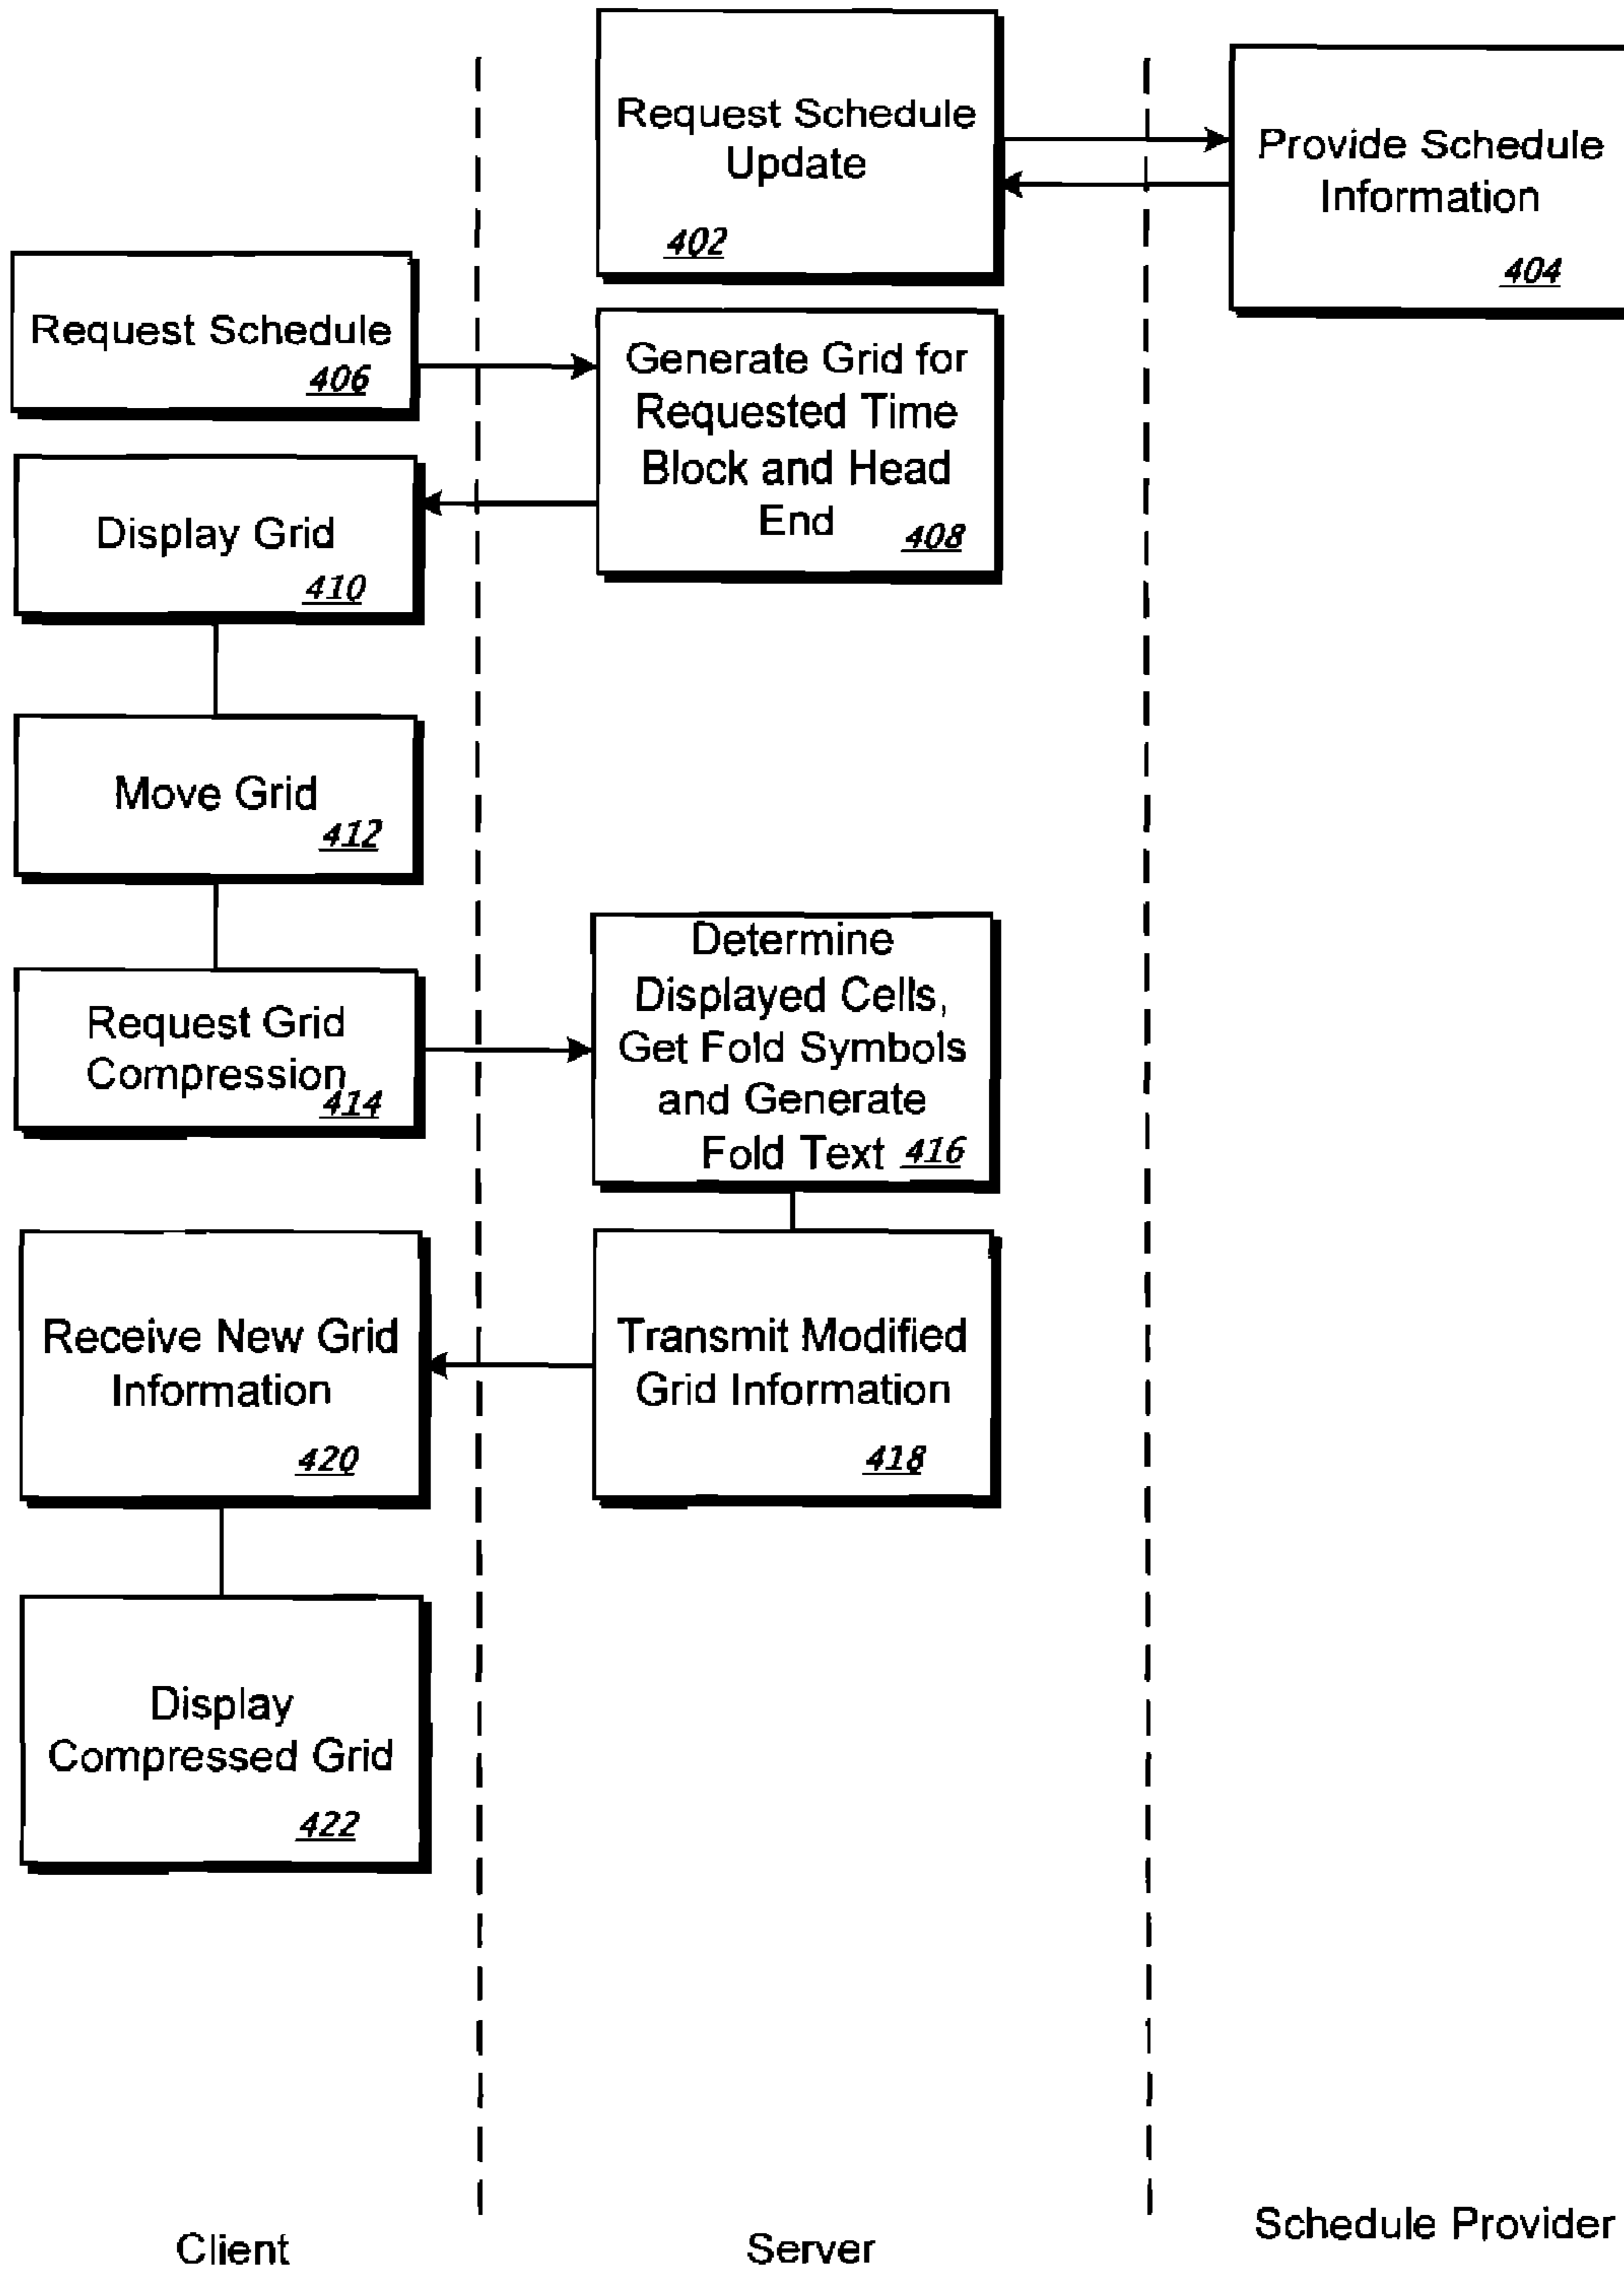 Request Schedule
Update
402
Provide Schedule
Information
404
Request Schedule
406
Generate Grid for
Requested Time
Block and Head
End 408
Display Grid
410
Move Grid
412
Request Grid
Compression
414
Determine
Displayed Cells,
Get Fold Symbols
and Generate
Fold Text 416
Receive New Grid
Information
420
Transmit Modified
Grid Information
418
Display
Compressed Grid
422
Client
Server
Schedule Provider